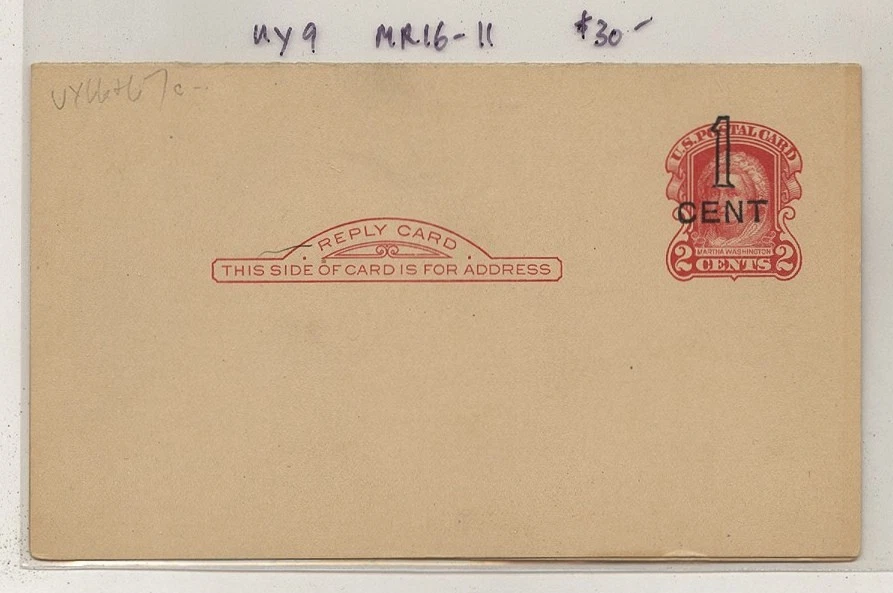 UY9 MR16-11 $30-
U.S. POSTAL CARD
1
CENT
REPLY CARD
THIS SIDE OF CARD IS FOR ADDRESS
MARTHA WASHINGTON
2 CENTS 2